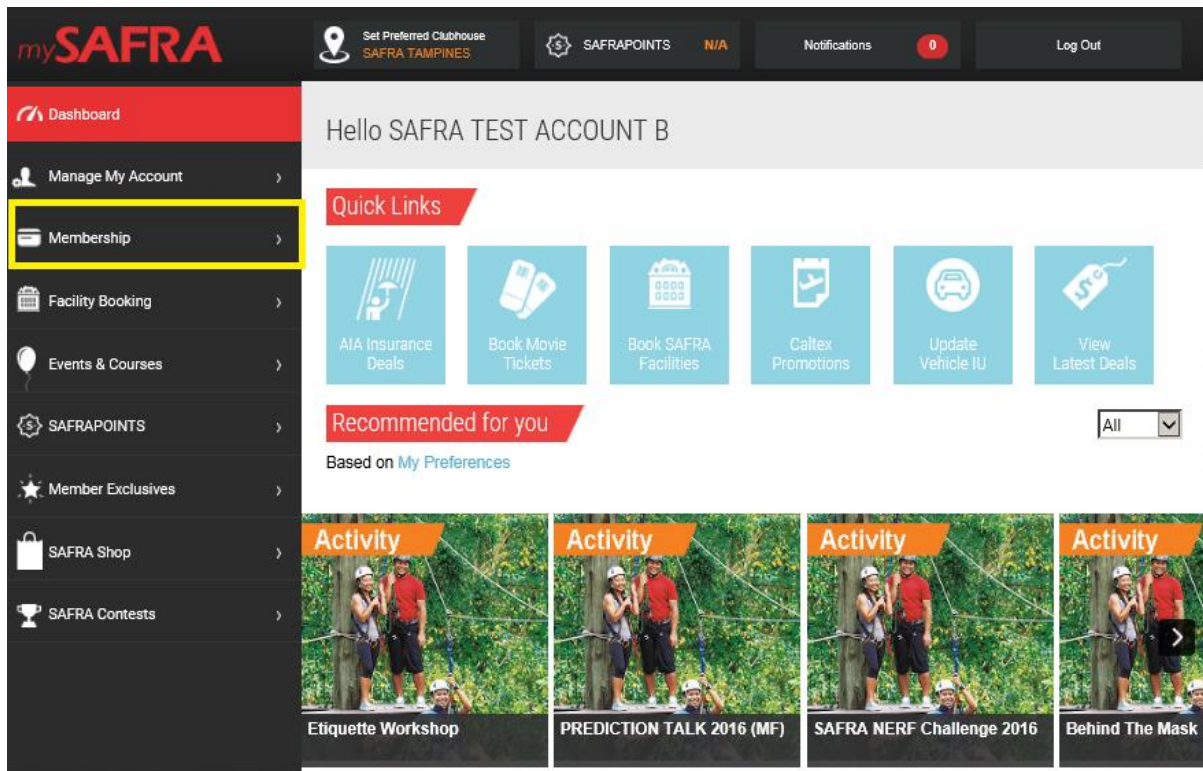 mySAFRA
Set Preferred Clubhouse
SAFRA TAMPINES
SAFRAPOINTS N/A
Notifications 0
Log Out
Dashboard
Manage My Account
Membership
Facility Booking
Events & Courses
SAFRAPOINTS
Member Exclusives
SAFRA Shop
SAFRA Contests
Hello SAFRA TEST ACCOUNT B
Quick Links
AIA Insurance
Deals
Book Movie
Tickets
Book SAFRA
Facilities
Caltex
Promotions
Update
Vehicle IU
View
Latest Deals
Recommended for you
All
Based on My Preferences
Activity
Etiquette Workshop
Activity
PREDICTION TALK 2016 (MF)
Activity
SAFRA NERF Challenge 2016
Activity
Behind The Mask